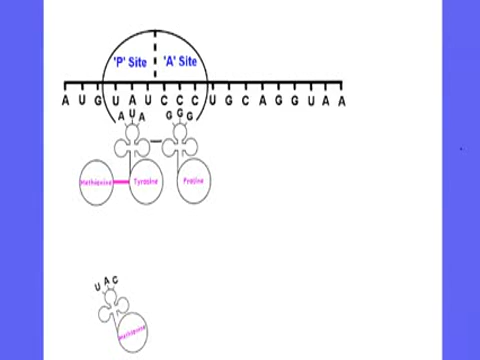 'P' Site 'A' Site
A U G U A U C C C U G C A G G U A A
A U A G G G
Methionine Tyrosine Proline
U A C
Methionine